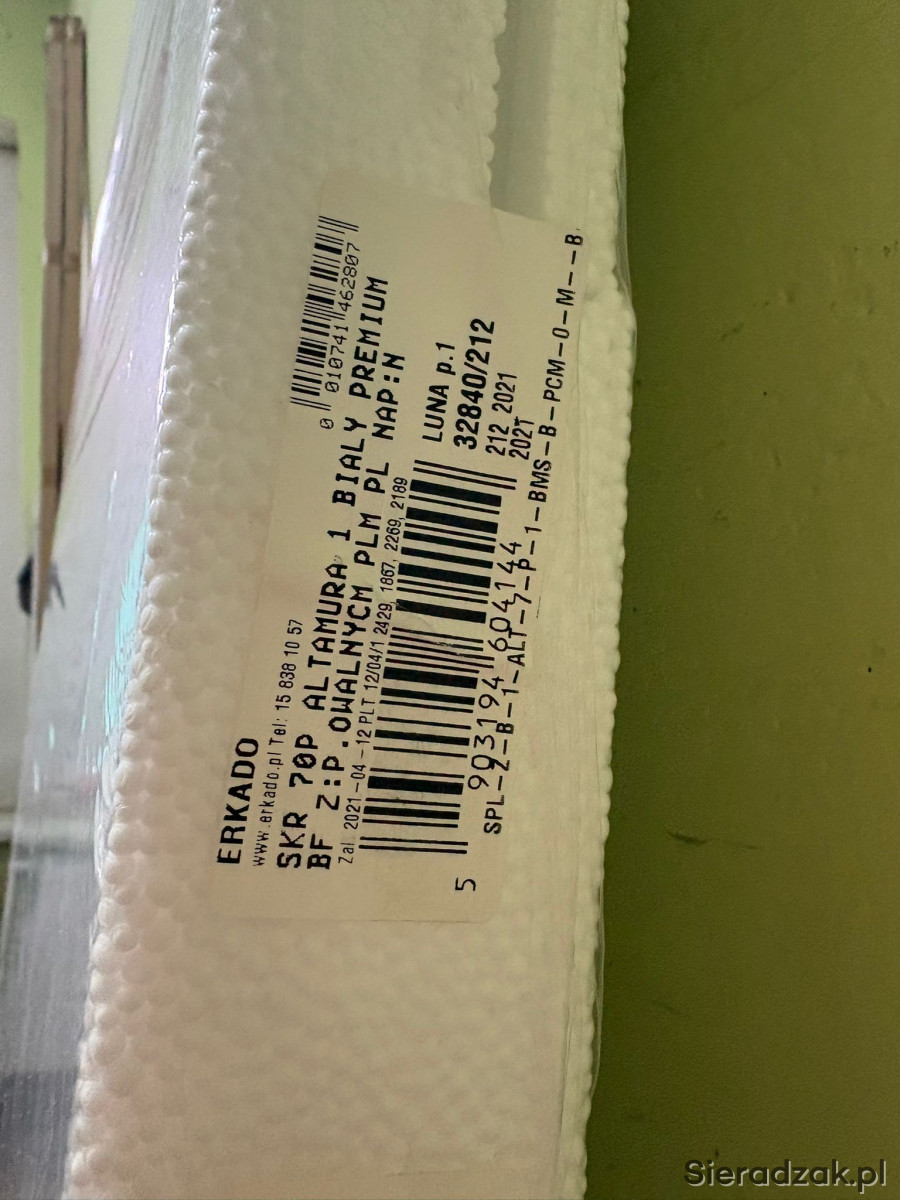 ERKADO
www.erkado.pl Tel: 15 838 10 57
0 010741 462807
SKR 70P ALTAMURA 1 BIALY PREMIUM
BF Z:P.OWALNYCM PLM PL NAP:N
Zal. 2021-04-12 PLT 12/04/1 2429, 1867, 2269, 2189
LUNA p.1
32840/212
212 2021
202T
5 903194 604144
SPL-Z-B-1-ALT-7-P-1-BMS-B-PCM-0-M--B
Sieradzak.pl